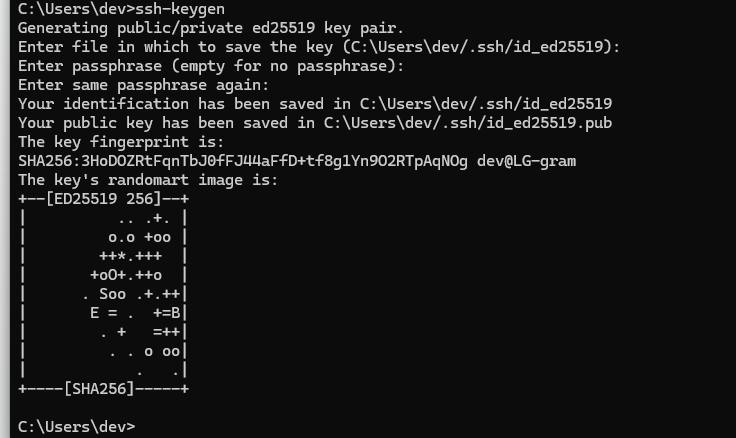 C:\Users\dev>ssh-keygen
Generating public/private ed25519 key pair.
Enter file in which to save the key (C:\Users\dev/.ssh/id_ed25519):
Enter passphrase (empty for no passphrase):
Enter same passphrase again:
Your identification has been saved in C:\Users\dev/.ssh/id_ed25519
Your public key has been saved in C:\Users\dev/.ssh/id_ed25519.pub
The key fingerprint is:
SHA256:3HoDOZRtFqnTbJ0fFJ44aFfD+tf8g1Yn9O2RTpAqNOg dev@LG-gram
The key's randomart image is:
+--[ED25519 256]--+
|          .. .+. |
|         o.o +oo |
|        ++*.+++  |
|       +oO+.++o  |
|      . Soo .+.++|
|       E = .  +=B|
|        . +   =++|
|         . . o oo|
|            .   .|
+----[SHA256]-----+
C:\Users\dev>